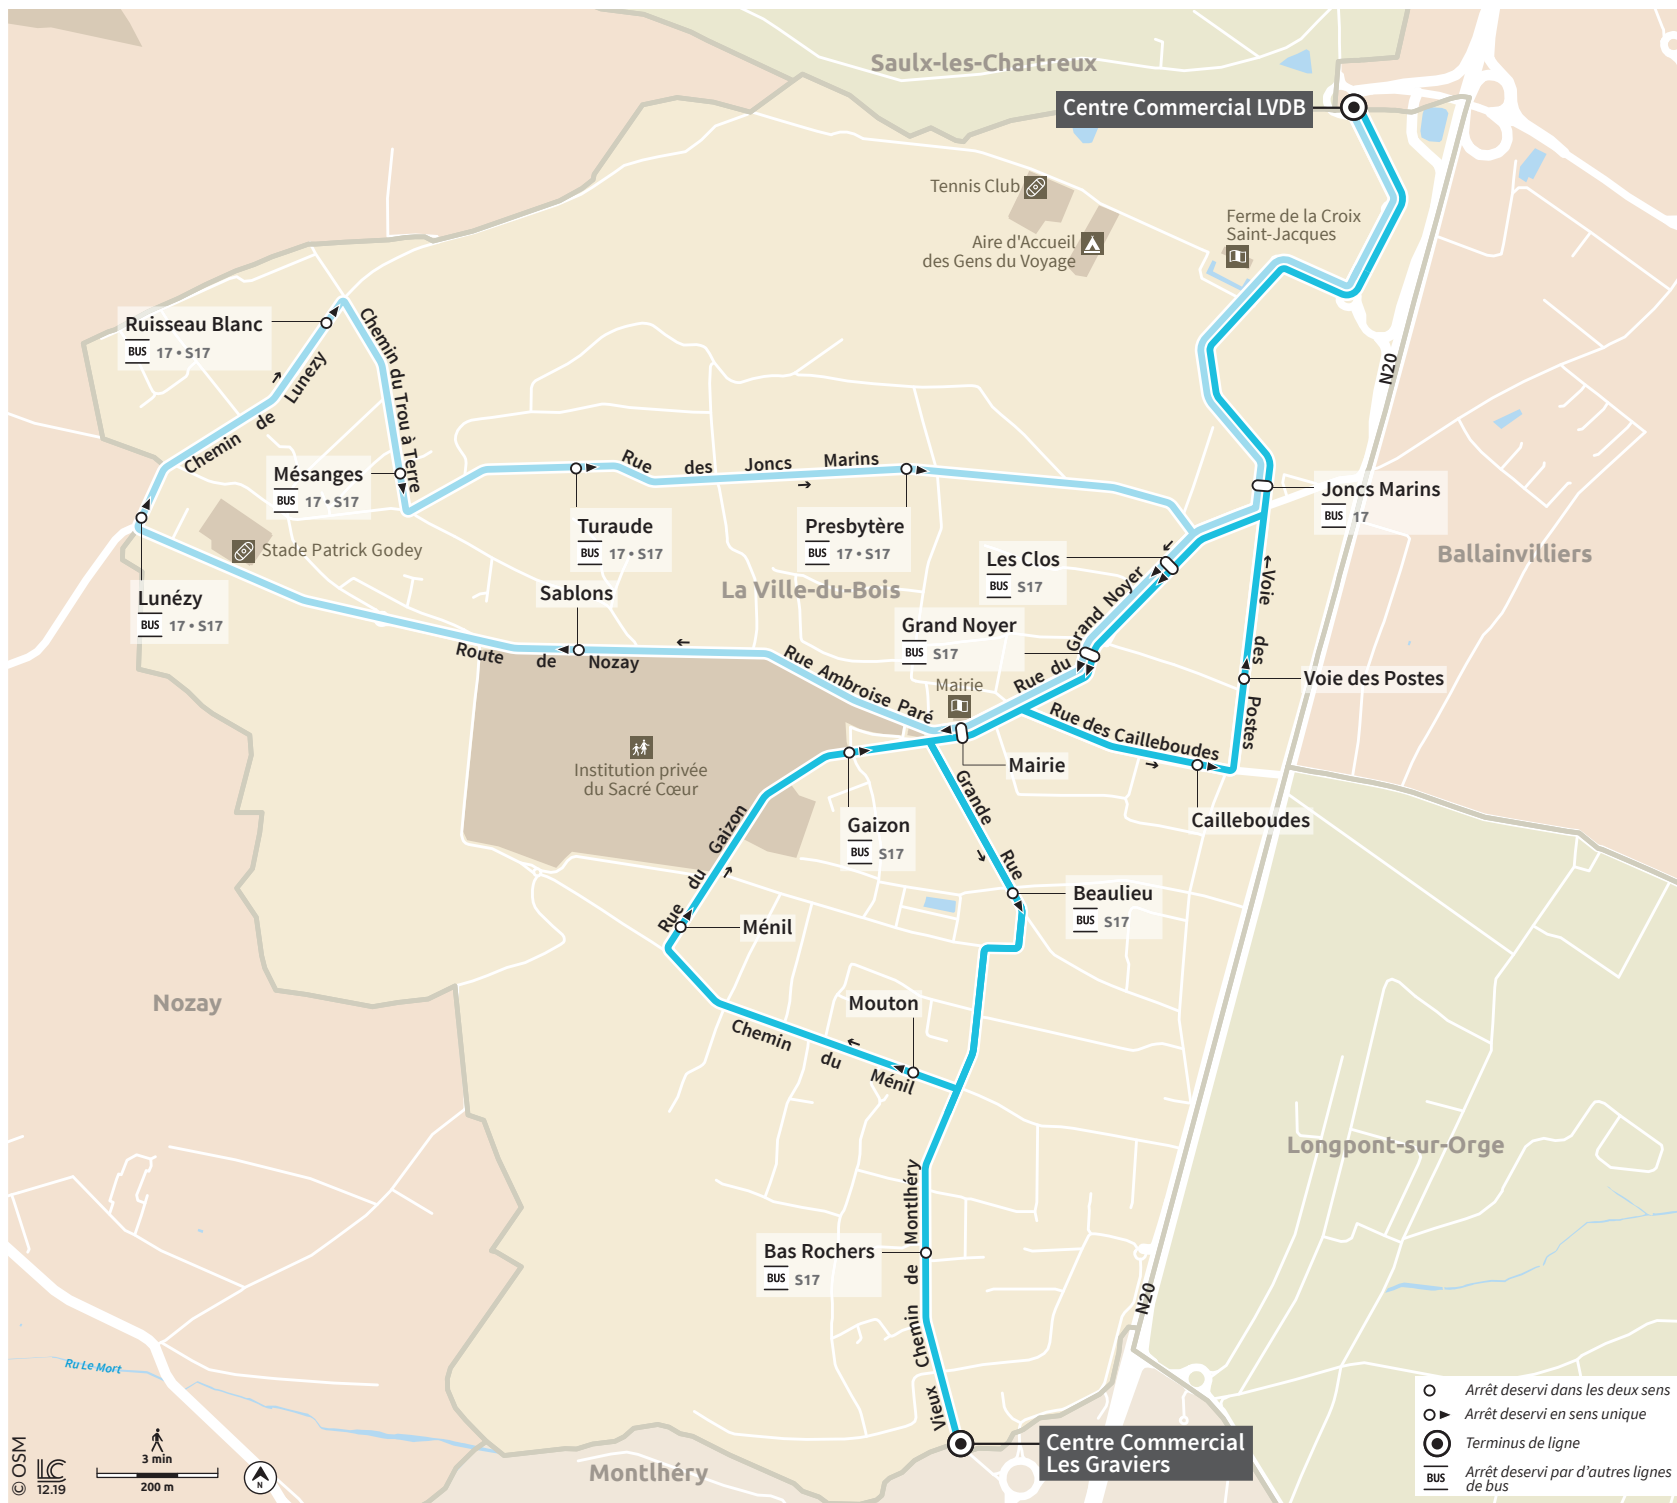 Saulx-les-Chartreux
Centre Commercial LVDB
Tennis Club
Aire d'Accueil
des Gens du Voyage
Ferme de la Croix
Saint-Jacques
Ruisseau Blanc
BUS 17 • S17
Chemin de Lunezy
Chemin du Trou à Terre
N20
Mésanges
BUS 17 • S17
Rue des Joncs Marins
Turaude
BUS 17 • S17
Presbytère
BUS 17 • S17
Joncs Marins
BUS 17
Stade Patrick Godey
Les Clos
BUS S17
Ballainvilliers
Lunézy
BUS 17 • S17
Sablons
La Ville-du-Bois
Grand Noyer
BUS S17
Rue du Grand Noyer
Voie des Postes
Route de Nozay
Rue Ambroise Paré
Mairie
Voie des Postes
Rue des Cailleboudes
Mairie
Institution privée
du Sacré Cœur
Cailleboudes
Grande Rue
Gaizon
BUS S17
Rue du Gaizon
Beaulieu
BUS S17
Ménil
Nozay
Mouton
Chemin du Ménil
Longpont-sur-Orge
Bas Rochers
BUS S17
Vieux Chemin de Montlhéry
N20
Ru Le Mort
Centre Commercial
Les Graviers
Montlhéry
© OSM
LC
12.19
3 min
200 m
N
Arrêt deservi dans les deux sens
Arrêt deservi en sens unique
Terminus de ligne
BUS Arrêt deservi par d'autres lignes
de bus